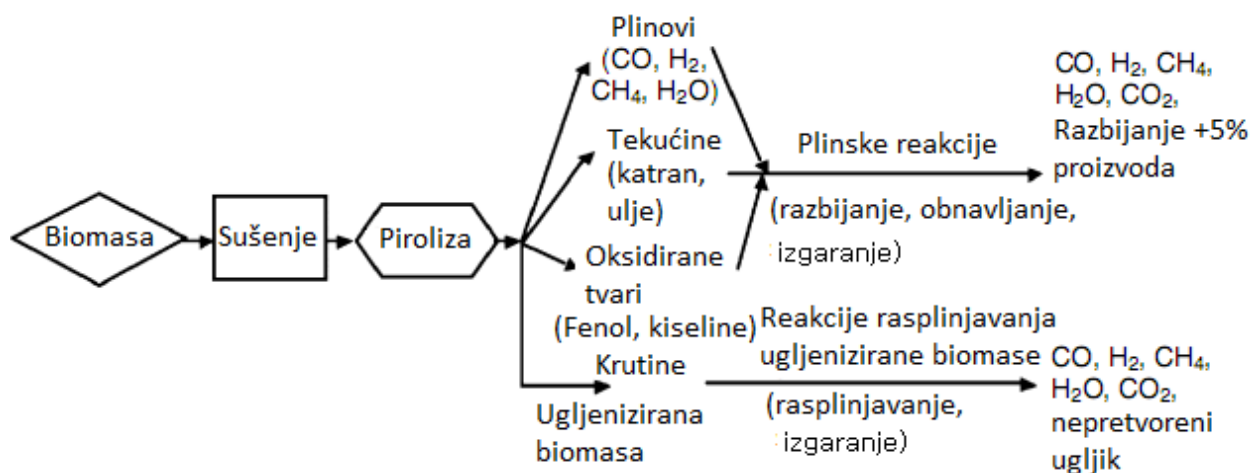 Biomasa
Sušenje
Piroliza
Plinovi
(CO, H₂,
CH₄, H₂O)
Tekućine
(katran,
ulje)
Oksidirane
tvari
(Fenol, kiseline)
Krutine
Ugljenizirana
biomasa
Plinske reakcije
(razbijanje, obnavljanje,
izgaranje)
Reakcije rasplinjavanja
ugljenizirane biomase
(rasplinjavanje,
izgaranje)
CO, H₂, CH₄,
H₂O, CO₂,
Razbijanje +5%
proizvoda
CO, H₂, CH₄,
H₂O, CO₂,
nepretvoreni
ugljik